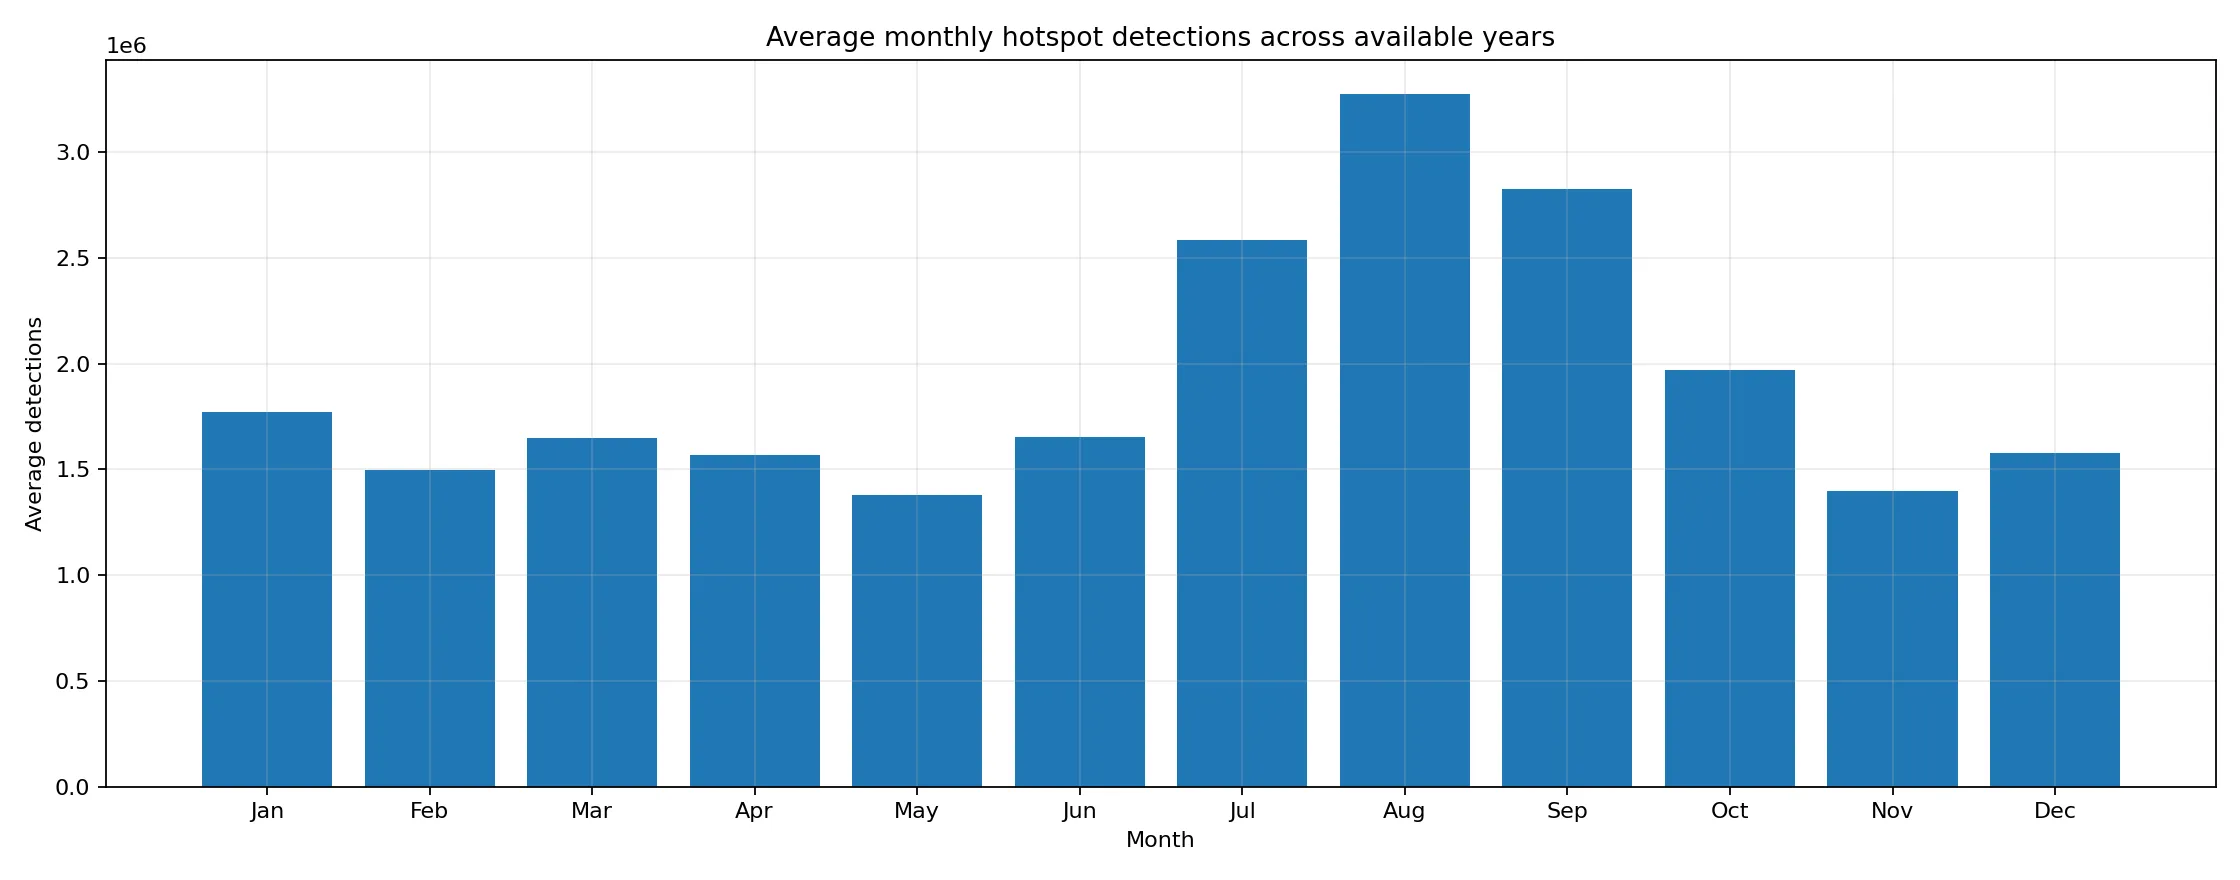 Average monthly hotspot detections across available years
1e6
3.0
2.5
2.0
1.5
1.0
0.5
0.0
Average detections
Jan Feb Mar Apr May Jun Jul Aug Sep Oct Nov Dec
Month